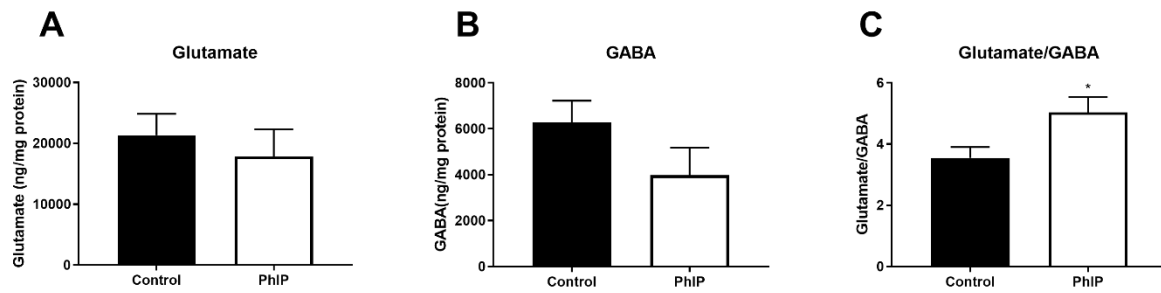 A
Glutamate
Glutamate (ng/mg protein)
30000
20000
10000
0
Control
PhIP
B
GABA
GABA(ng/mg protein)
8000
6000
4000
2000
0
Control
PhIP
C
Glutamate/GABA
Glutamate/GABA
6
4
2
0
*
Control
PhIP